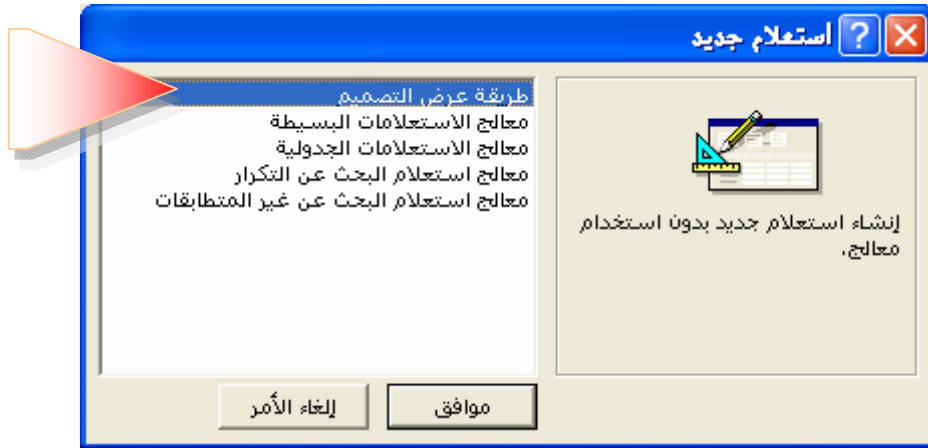 استعلام جديد
طريقة عرض التصميم
معالج الاستعلامات البسيطة
معالج الاستعلامات الجدولية
معالج استعلام البحث عن التكرار
معالج استعلام البحث عن غير المتطابقات
إنشاء استعلام جديد بدون استخدام
معالج.
موافق
إلغاء الأمر